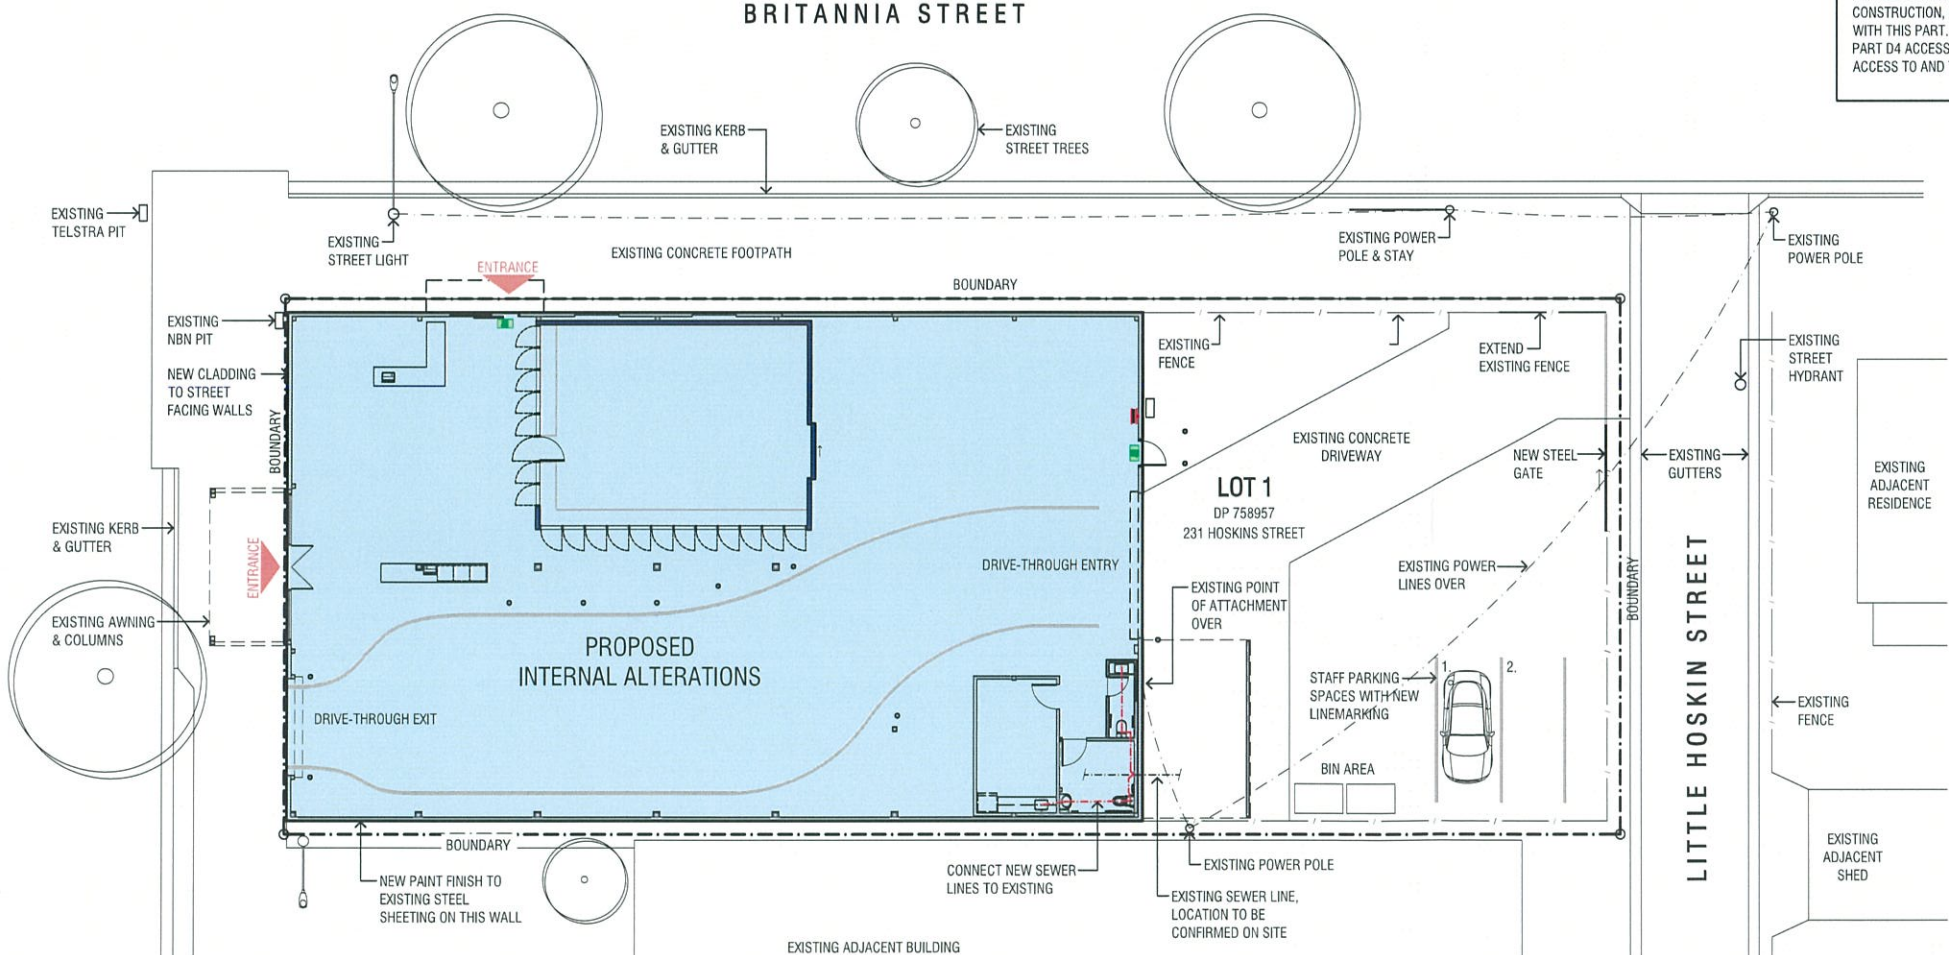 BRITANNIA STREET
CONSTRUCTION,
WITH THIS PART.
PART D4 ACCESS
ACCESS TO AND
EXISTING KERB
& GUTTER
EXISTING
STREET TREES
EXISTING
TELSTRA PIT
EXISTING
STREET LIGHT
EXISTING CONCRETE FOOTPATH
EXISTING POWER
POLE & STAY
EXISTING
POWER POLE
ENTRANCE
BOUNDARY
EXISTING
NBN PIT
NEW CLADDING
TO STREET
FACING WALLS
BOUNDARY
EXISTING
FENCE
EXTEND
EXISTING FENCE
EXISTING
STREET
HYDRANT
EXISTING CONCRETE
DRIVEWAY
NEW STEEL
GATE
EXISTING
GUTTERS
EXISTING
ADJACENT
RESIDENCE
LOT 1
DP 758957
231 HOSKINS STREET
EXISTING KERB
& GUTTER
ENTRANCE
DRIVE-THROUGH ENTRY
EXISTING POWER
LINES OVER
BOUNDARY
LITTLE HOSKIN STREET
EXISTING POINT
OF ATTACHMENT
OVER
EXISTING AWNING
& COLUMNS
PROPOSED
INTERNAL ALTERATIONS
STAFF PARKING
SPACES WITH NEW
LINEMARKING
1.
2.
EXISTING
FENCE
DRIVE-THROUGH EXIT
BIN AREA
BOUNDARY
NEW PAINT FINISH TO
EXISTING STEEL
SHEETING ON THIS WALL
CONNECT NEW SEWER
LINES TO EXISTING
EXISTING POWER POLE
EXISTING SEWER LINE,
LOCATION TO BE
CONFIRMED ON SITE
EXISTING
ADJACENT
SHED
EXISTING ADJACENT BUILDING